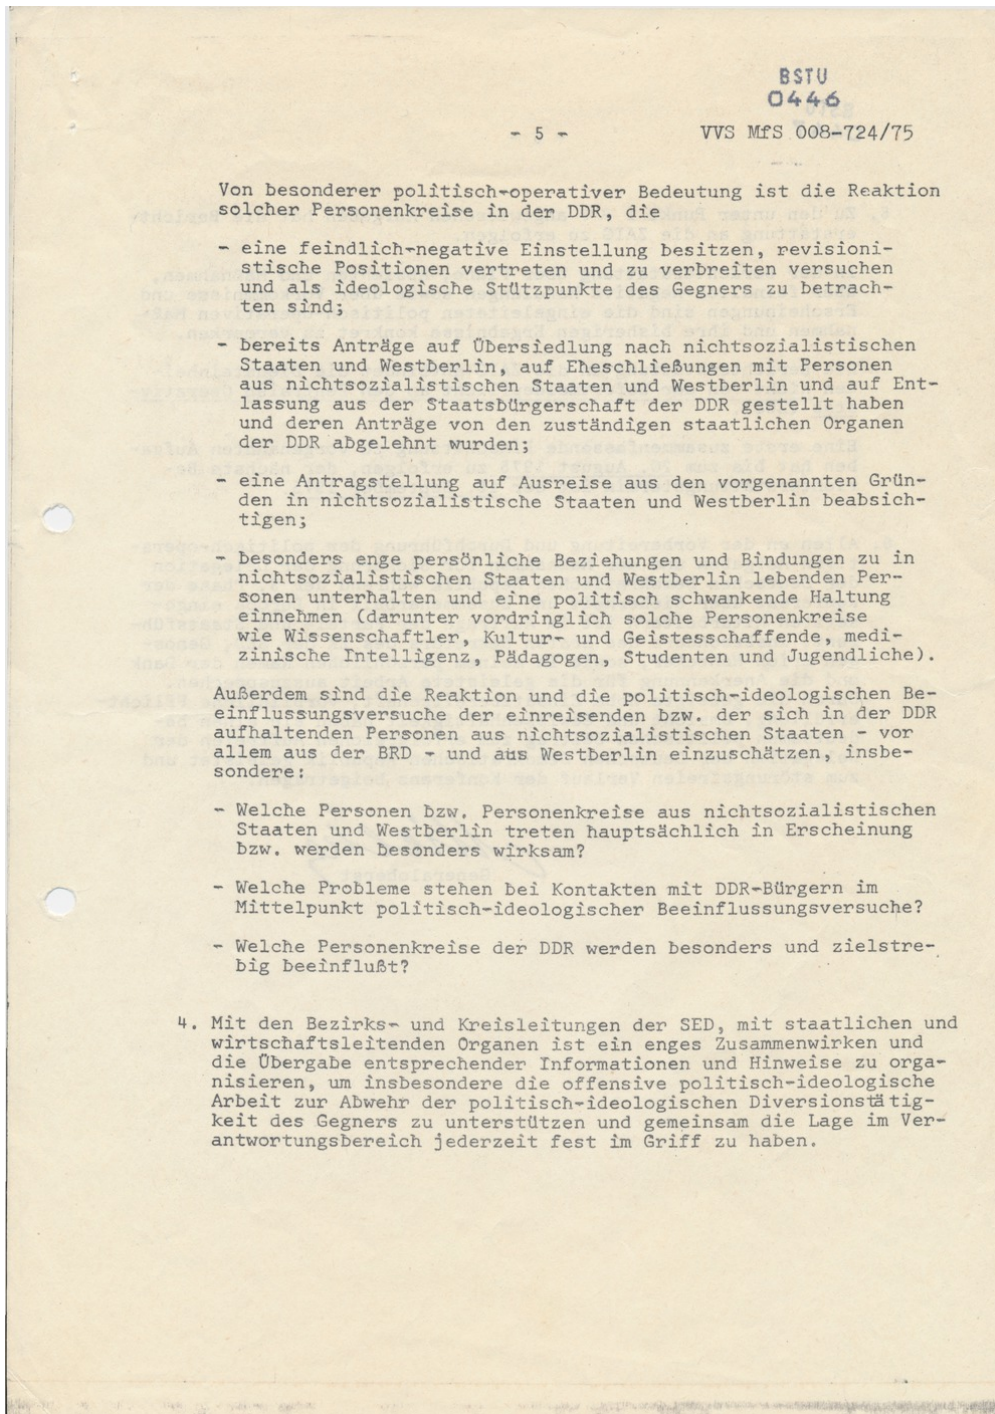 BSTU
0446
- 5 -
VVS MfS 008-724/75
Von besonderer politisch-operativer Bedeutung ist die Reaktion
solcher Personenkreise in der DDR, die
- eine feindlich-negative Einstellung besitzen, revisioni-
stische Positionen vertreten und zu verbreiten versuchen
und als ideologische Stützpunkte des Gegners zu betrach-
ten sind;
- bereits Anträge auf Übersiedlung nach nichtsozialistischen
Staaten und Westberlin, auf Eheschließungen mit Personen
aus nichtsozialistischen Staaten und Westberlin und auf Ent-
lassung aus der Staatsbürgerschaft der DDR gestellt haben
und deren Anträge von den zuständigen staatlichen Organen
der DDR abgelehnt wurden;
- eine Antragstellung auf Ausreise aus den vorgenannten Grün-
den in nichtsozialistische Staaten und Westberlin beabsich-
tigen;
- besonders enge persönliche Beziehungen und Bindungen zu in
nichtsozialistischen Staaten und Westberlin lebenden Per-
sonen unterhalten und eine politisch schwankende Haltung
einnehmen (darunter vordringlich solche Personenkreise
wie Wissenschaftler, Kultur- und Geistesschaffende, medi-
zinische Intelligenz, Pädagogen, Studenten und Jugendliche).
Außerdem sind die Reaktion und die politisch-ideologischen Be-
einflussungsversuche der einreisenden bzw. der sich in der DDR
aufhaltenden Personen aus nichtsozialistischen Staaten - vor
allem aus der BRD - und aus Westberlin einzuschätzen, insbe-
sondere:
- Welche Personen bzw. Personenkreise aus nichtsozialistischen
Staaten und Westberlin treten hauptsächlich in Erscheinung
bzw. werden besonders wirksam?
- Welche Probleme stehen bei Kontakten mit DDR-Bürgern im
Mittelpunkt politisch-ideologischer Beeinflussungsversuche?
- Welche Personenkreise der DDR werden besonders und zielstre-
big beeinflußt?
4. Mit den Bezirks- und Kreisleitungen der SED, mit staatlichen und
wirtschaftsleitenden Organen ist ein enges Zusammenwirken und
die Übergabe entsprechender Informationen und Hinweise zu orga-
nisieren, um insbesondere die offensive politisch-ideologische
Arbeit zur Abwehr der politisch-ideologischen Diversionstätig-
keit des Gegners zu unterstützen und gemeinsam die Lage im Ver-
antwortungsbereich jederzeit fest im Griff zu haben.